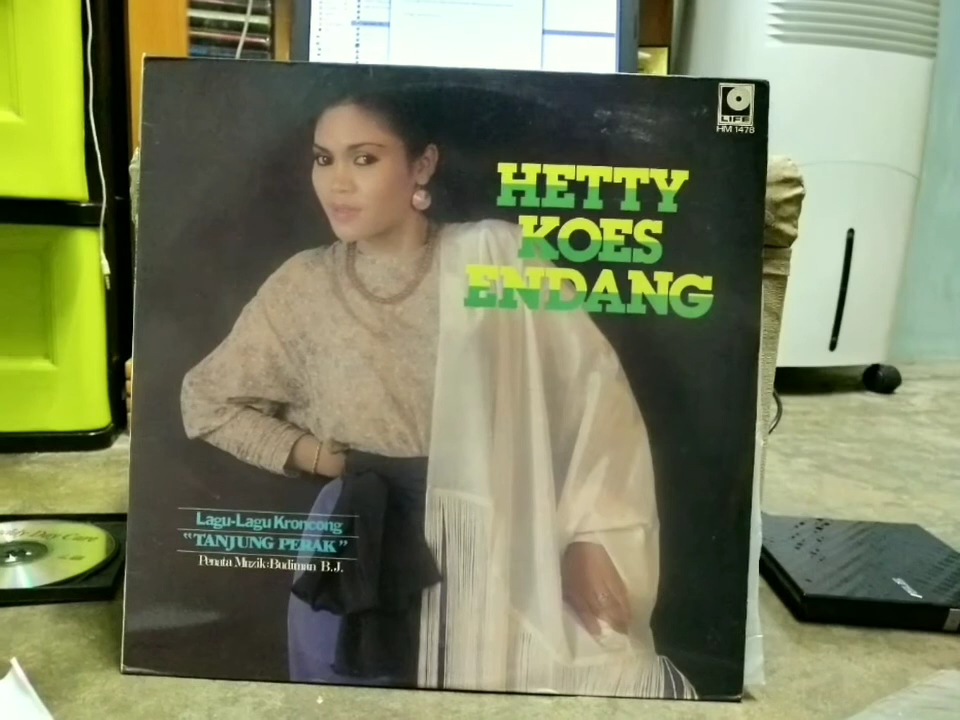 LIFE
HM 1478
HETTY
KOES
ENDANG
Lagu-Lagu Kroncong
"TANJUNG PERAK"
Penata Muzik:Budiman B.J.